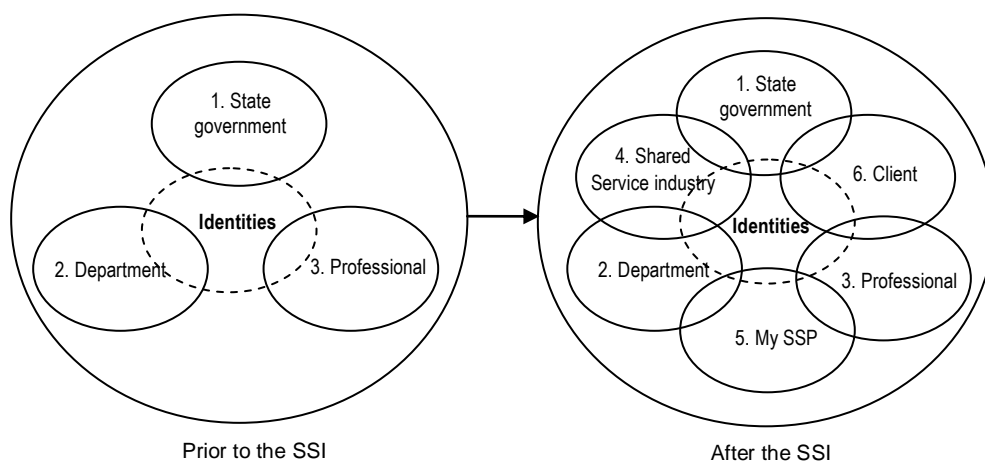 1. State
government
Identities
2. Department
3. Professional
Prior to the SSI
1. State
government
4. Shared
Service industry
6. Client
Identities
2. Department
3. Professional
5. My SSP
After the SSI